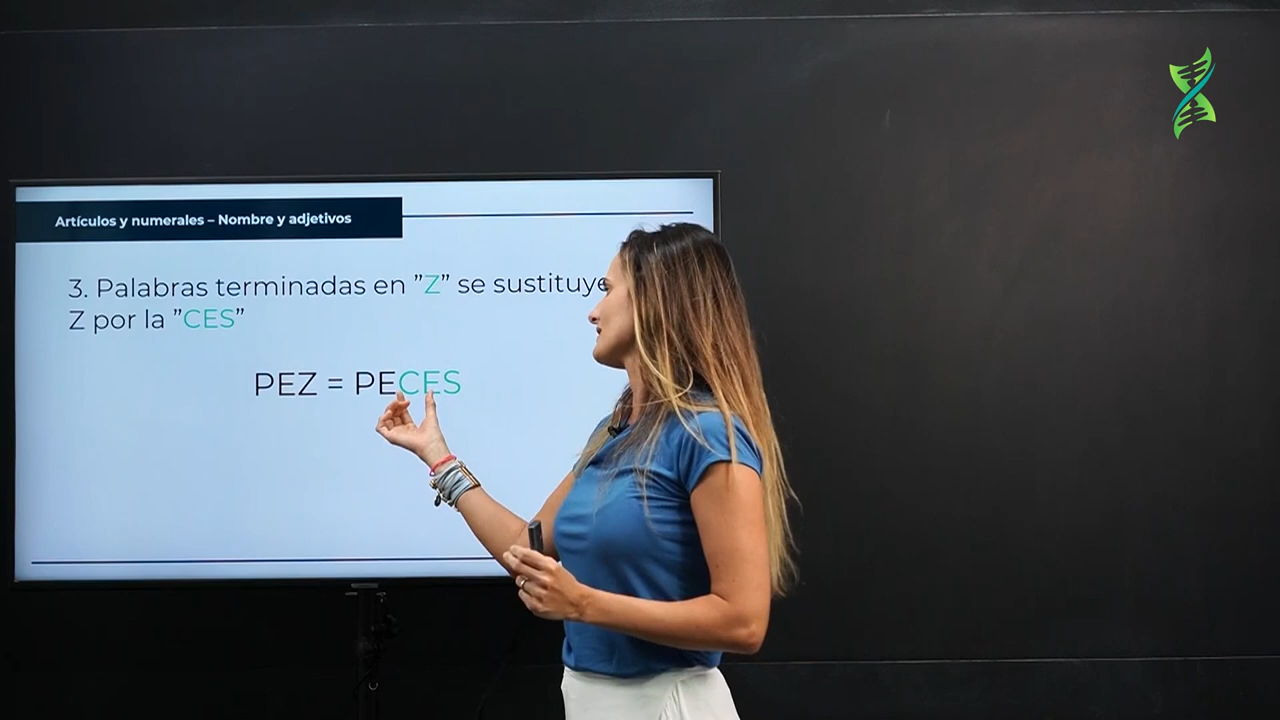 Artículos y numerales – Nombre y adjetivos
3. Palabras terminadas en ”Z” se sustituye
Z por la ”CES”
PEZ = PECES